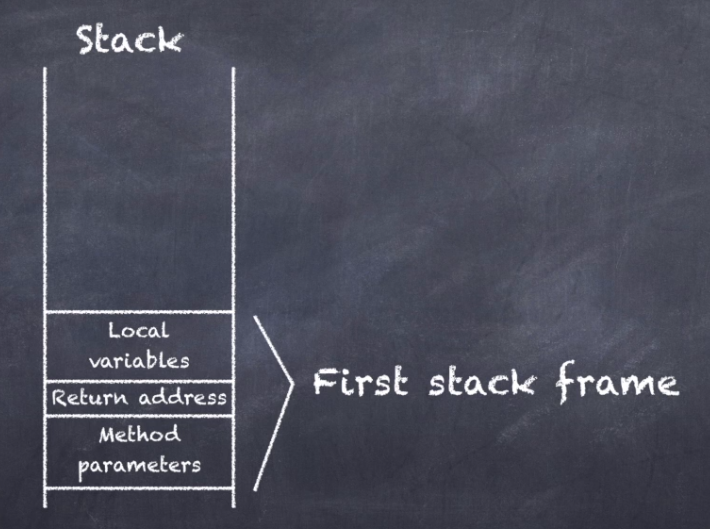 Stack
Local
variables
Return address
Method
parameters
First stack frame